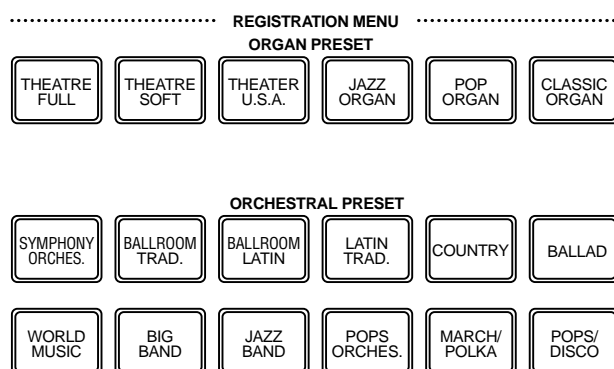 REGISTRATION MENU
ORGAN PRESET
THEATRE FULL
THEATRE SOFT
THEATER U.S.A.
JAZZ ORGAN
POP ORGAN
CLASSIC ORGAN
ORCHESTRAL PRESET
SYMPHONY ORCHES.
BALLROOM TRAD.
BALLROOM LATIN
LATIN TRAD.
COUNTRY
BALLAD
WORLD MUSIC
BIG BAND
JAZZ BAND
POPS ORCHES.
MARCH/ POLKA
POPS/ DISCO